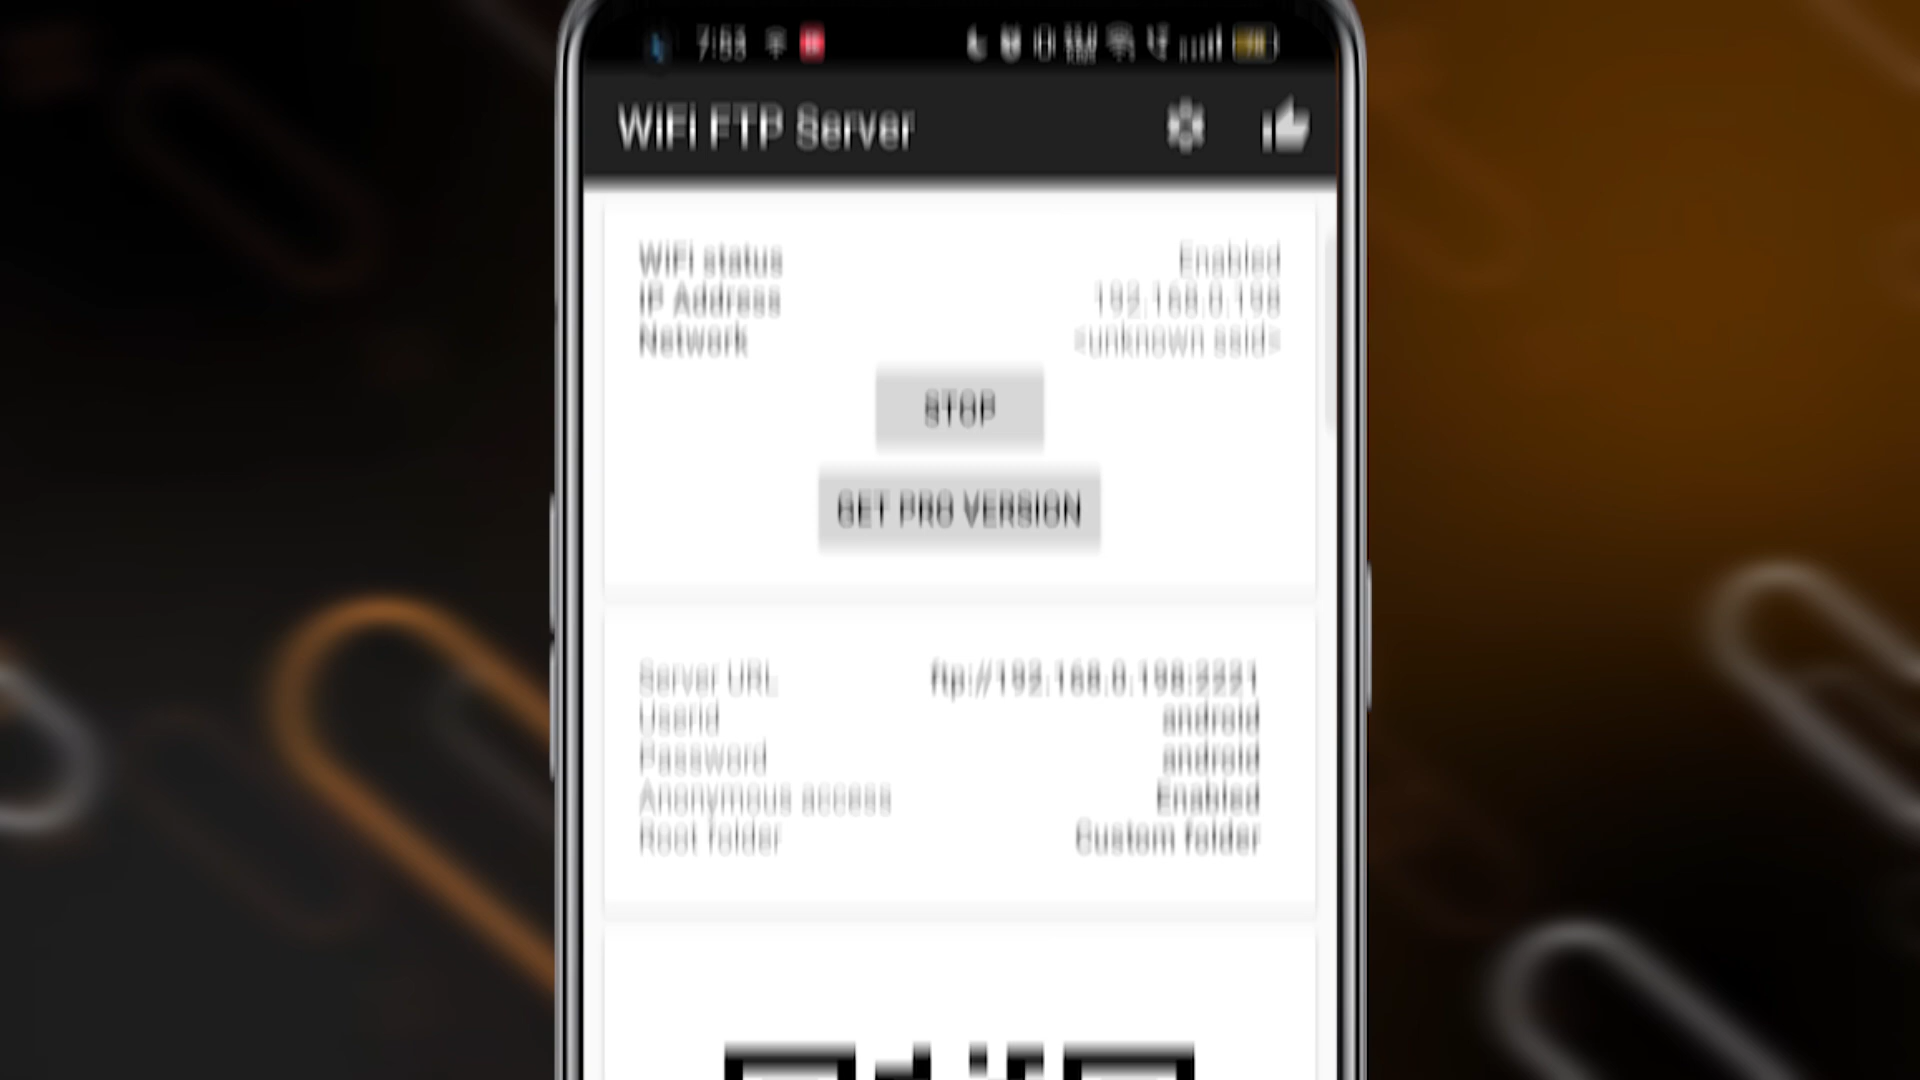 7:53
WiFi FTP Server
WiFi status Enabled
IP Address 192.168.0.198
Network <unknown ssid>
STOP
GET PRO VERSION
Server URL ftp://192.168.0.198:2221
Userid android
Password android
Anonymous access Enabled
Root folder Custom folder